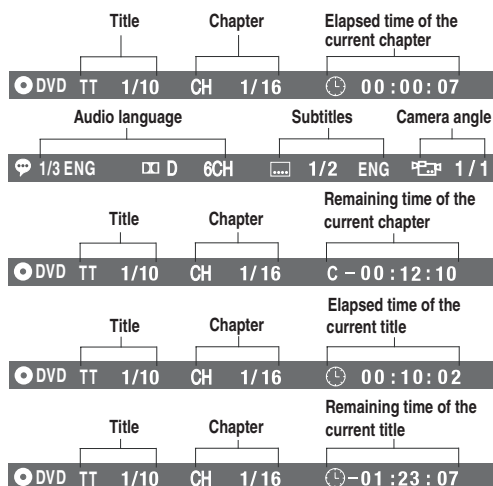 Title Chapter Elapsed time of the
current chapter
DVD TT 1/10 CH 1/16 00:00:07
Audio language Subtitles Camera angle
1/3 ENG D 6CH 1/2 ENG 1/1
Remaining time of the
Title Chapter current chapter
DVD TT 1/10 CH 1/16 C -00:12:10
Elapsed time of the
Title Chapter current title
DVD TT 1/10 CH 1/16 00:10:02
Remaining time of the
Title Chapter current title
DVD TT 1/10 CH 1/16 -01:23:07